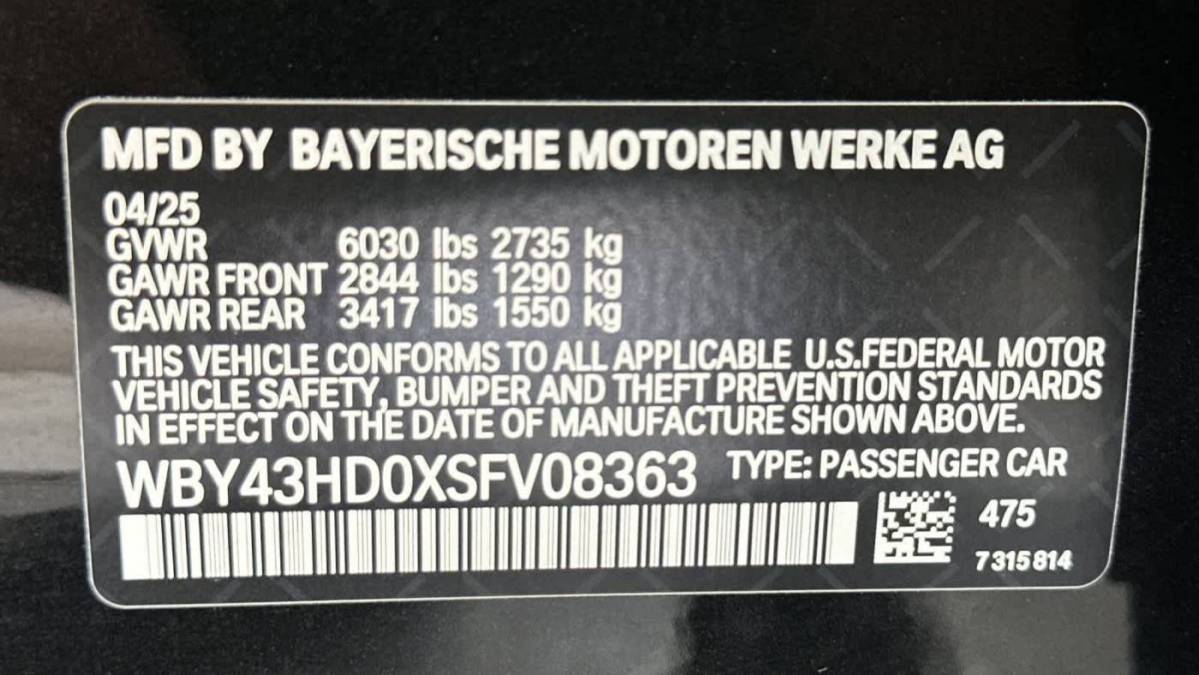 MFD BY BAYERISCHE MOTOREN WERKE AG
04/25
GVWR 6030 lbs 2735 kg
GAWR FRONT 2844 lbs 1290 kg
GAWR REAR 3417 lbs 1550 kg
THIS VEHICLE CONFORMS TO ALL APPLICABLE U.S.FEDERAL MOTOR
VEHICLE SAFETY, BUMPER AND THEFT PREVENTION STANDARDS
IN EFFECT ON THE DATE OF MANUFACTURE SHOWN ABOVE.
WBY43HD0XSFV08363 TYPE: PASSENGER CAR
475
7315814